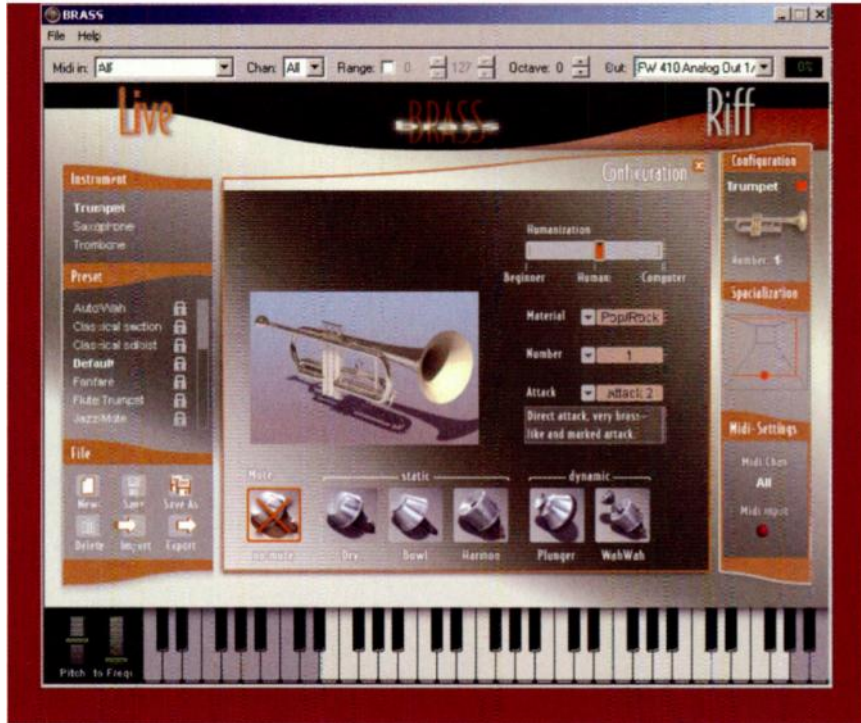 BRASS
File Help
Midi in: All Chan: All Range: 0 127 Octave: 0 Out: FW 410 Analog Out 1/ 0%
Live BRASS Riff
Instrument
Trumpet
Saxophone
Trombone
Preset
AutoWah
Classical section
Classical soloist
Default
Fanfare
Flute Trumpet
Jazz Mute
File
New Save Save As
Delete Import Export
Configuration
Humanization
Beginner Human Computer
Material Pop/Rock
Number 1
Attack Attack 2
Direct attack, very brass-
like and marked attack
Mute static dynamic
Dry Bowl Harmon Plunger WahWah
Configuration
Trumpet
Number: 1
Spacialization
Midi-Settings
Midi Chan
All
Midi input
Pitch to Freq